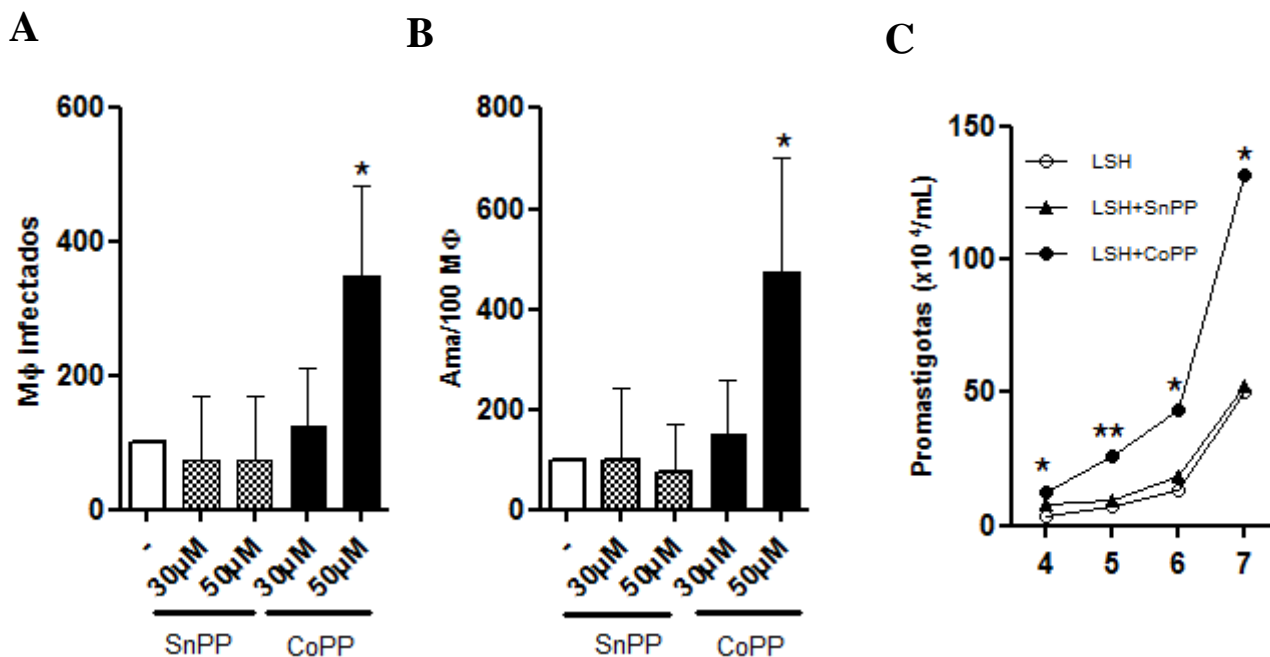 A
Mϕ Infectados
600
400
200
0
*
-
30µM
50µM
30µM
50µM
SnPP
CoPP
B
Ama/100 MΦ
800
600
400
200
0
*
-
30µM
50µM
30µM
50µM
SnPP
CoPP
C
Promastigotas (x10⁻⁴/mL)
150
100
50
0
LSH
LSH+SnPP
LSH+CoPP
*
**
*
*
4
5
6
7